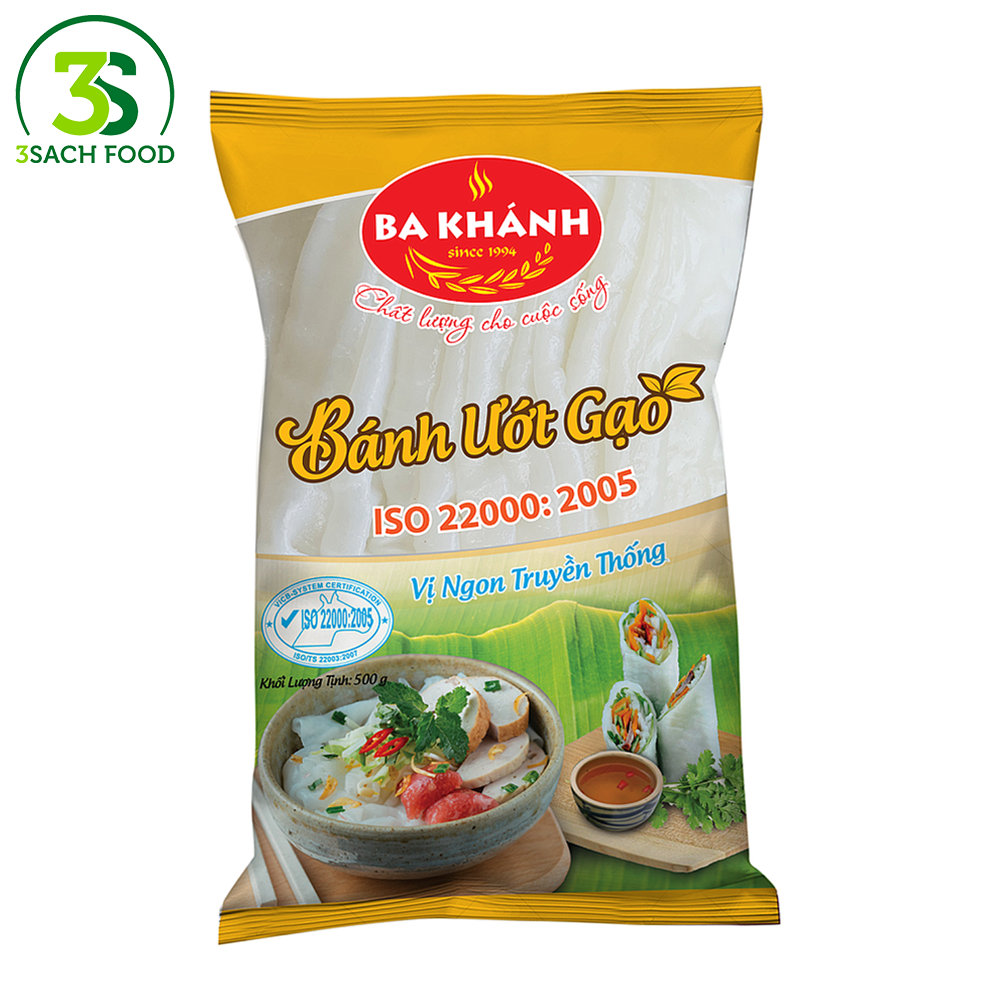 3S
3SACH FOOD
BA KHÁNH
since 1994
Chất lượng cho cuộc sống
Bánh Ướt Gạo
ISO 22000: 2005
Vị Ngon Truyền Thống
VICB-SYSTEM CERTIFICATION
ISO 22000:2005
ISO/TS 22003:2007
Khối Lượng Tịnh: 500 g